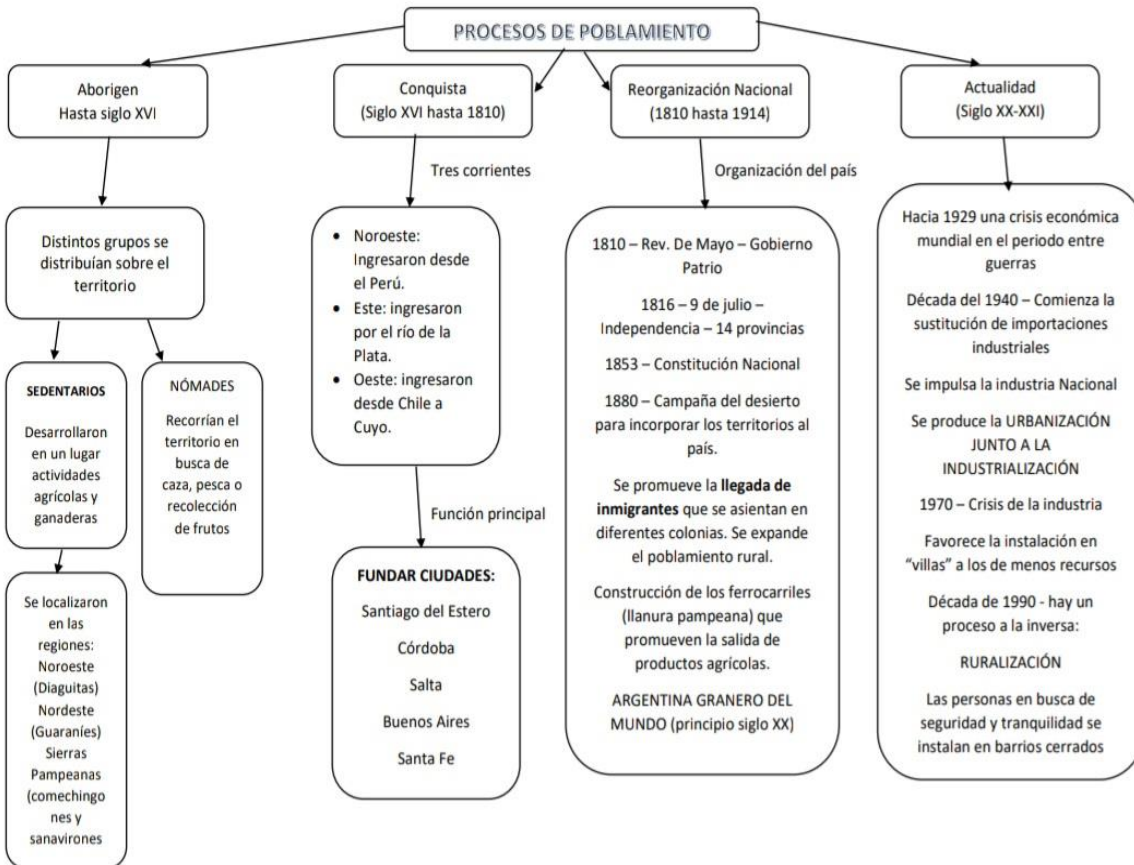 PROCESOS DE POBLAMIENTO
Aborigen
Hasta siglo XVI
Conquista
(Siglo XVI hasta 1810)
Reorganización Nacional
(1810 hasta 1914)
Actualidad
(Siglo XX-XXI)
Distintos grupos se
distribuían sobre el
territorio
SEDENTARIOS
Desarrollaron
en un lugar
actividades
agrícolas y
ganaderas
NÓMADES
Recorrían el
territorio en
busca de
caza, pesca o
recolección
de frutos
Se localizaron
en las
regiones:
Noroeste
(Diaguitas)
Nordeste
(Guaraníes)
Sierras
Pampeanas
(comechingo
nes y
sanavirones
Tres corrientes
• Noroeste:
Ingresaron desde
el Perú.
• Este: ingresaron
por el río de la
Plata.
• Oeste: ingresaron
desde Chile a
Cuyo.
Función principal
FUNDAR CIUDADES:
Santiago del Estero
Córdoba
Salta
Buenos Aires
Santa Fe
Organización del país
1810 – Rev. De Mayo – Gobierno
Patrio
1816 – 9 de julio –
Independencia – 14 provincias
1853 – Constitución Nacional
1880 – Campaña del desierto
para incorporar los territorios al
país.
Se promueve la llegada de
inmigrantes que se asientan en
diferentes colonias. Se expande
el poblamiento rural.
Construcción de los ferrocarriles
(llanura pampeana) que
promueven la salida de
productos agrícolas.
ARGENTINA GRANERO DEL
MUNDO (principio siglo XX)
Hacia 1929 una crisis económica
mundial en el periodo entre
guerras
Década del 1940 – Comienza la
sustitución de importaciones
industriales
Se impulsa la industria Nacional
Se produce la URBANIZACIÓN
JUNTO A LA
INDUSTRIALIZACIÓN
1970 – Crisis de la industria
Favorece la instalación en
“villas” a los de menos recursos
Década de 1990 - hay un
proceso a la inversa:
RURALIZACIÓN
Las personas en busca de
seguridad y tranquilidad se
instalan en barrios cerrados